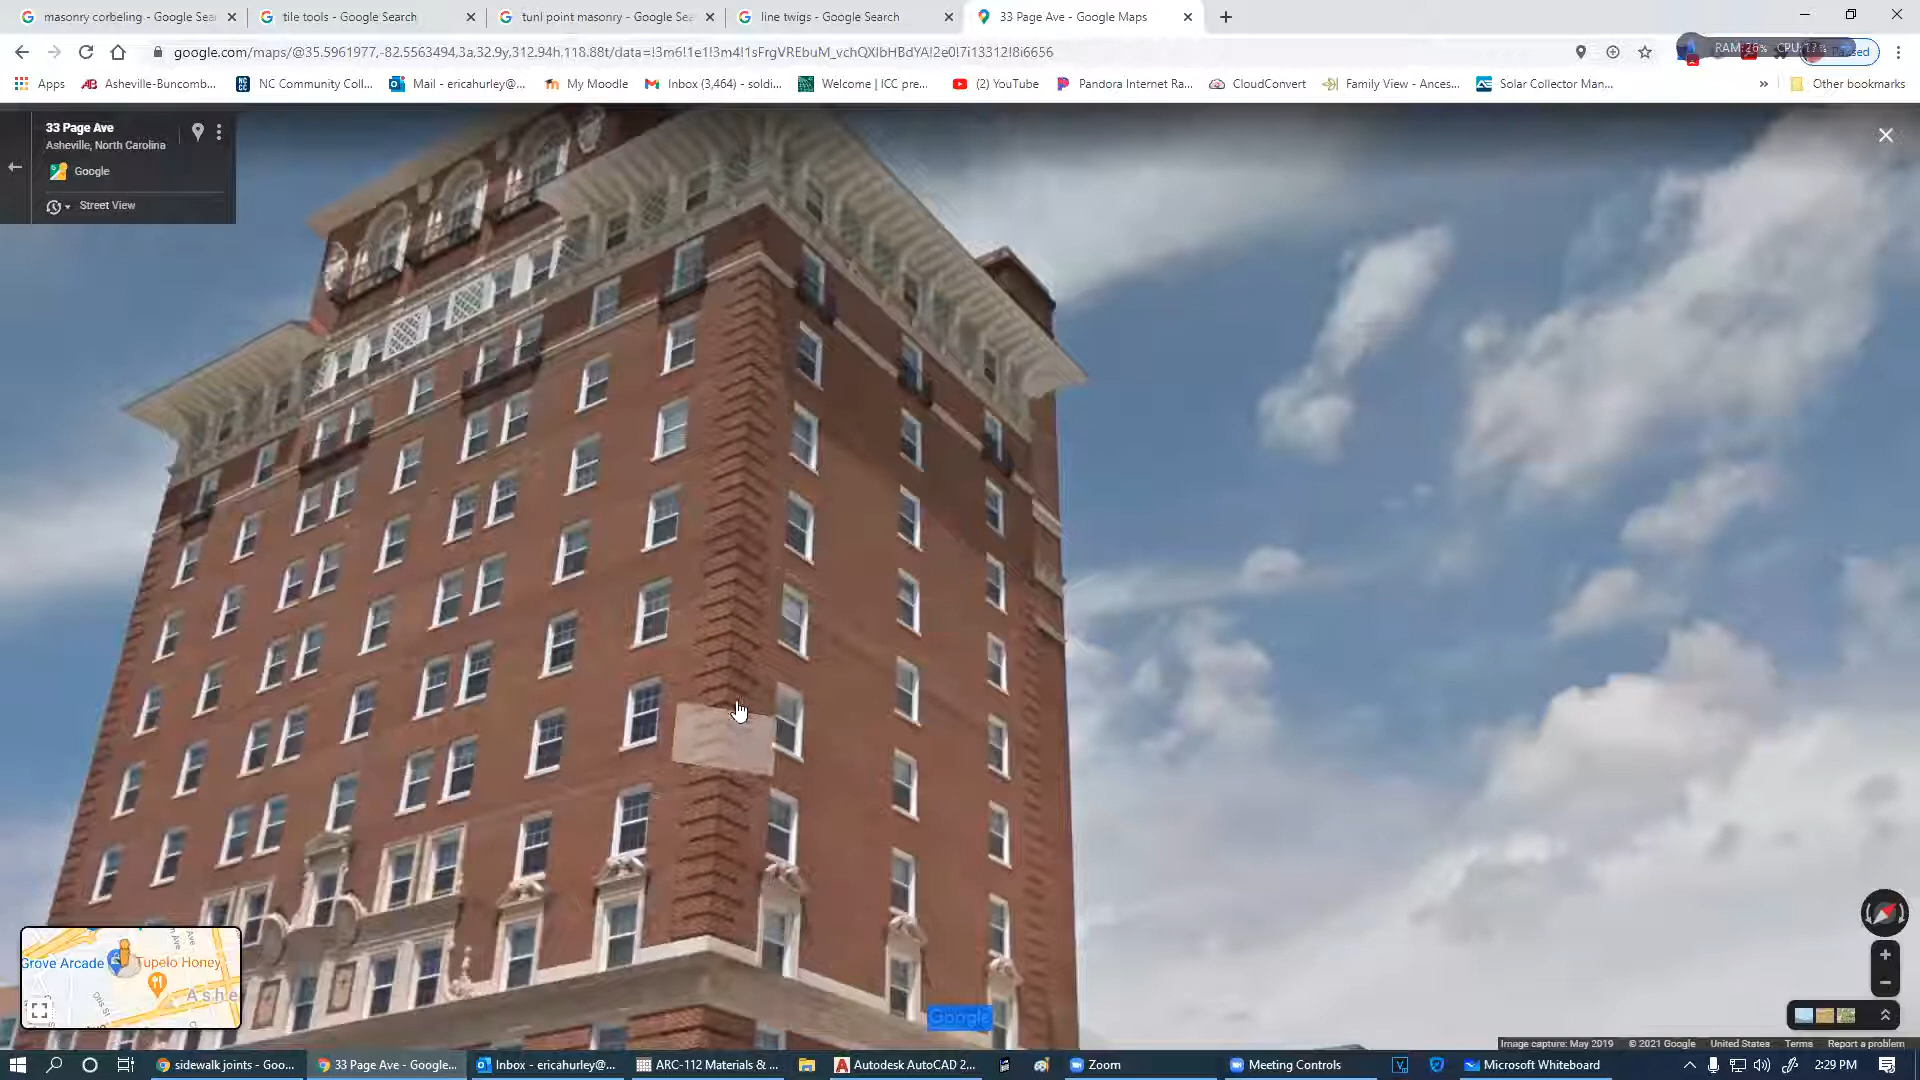 masonry corbeling - Google Sea
tile tools - Google Search
tunl point masonry - Google Se
line twigs - Google Search
33 Page Ave - Google Maps
google.com/maps/@35.5961977,-82.5563494,3a,32.9y,312.94h,118.88t/data=!3m6!1e1!3m4!1sFrgVREbuM_vchQXlbHBdYA!2e0!7i13312!8i6656
RAM: 26% CPU:
Paused
Apps
Asheville-Buncomb...
NC Community Coll...
Mail - ericahurley@...
My Moodle
Inbox (3,464) - soldi...
Welcome | ICC pre...
(2) YouTube
Pandora Internet Ra...
CloudConvert
Family View - Ances...
Solar Collector Man...
»
Other bookmarks
33 Page Ave
Asheville, North Carolina
Google
Street View
Grove Arcade
Tupelo Honey
Ashe
Google
Image capture: May 2019 © 2021 Google United States Terms Report a problem
sidewalk joints - Goo...
33 Page Ave - Google...
Inbox - ericahurley@...
ARC-112 Materials & ...
Autodesk AutoCAD 2...
Zoom
Meeting Controls
Microsoft Whiteboard
2:29 PM